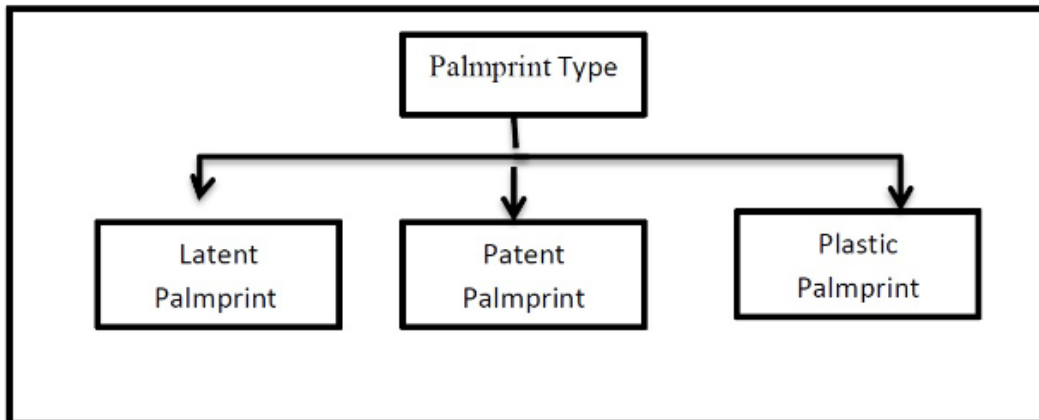 Palmprint Type
Latent
Palmprint
Patent
Palmprint
Plastic
Palmprint